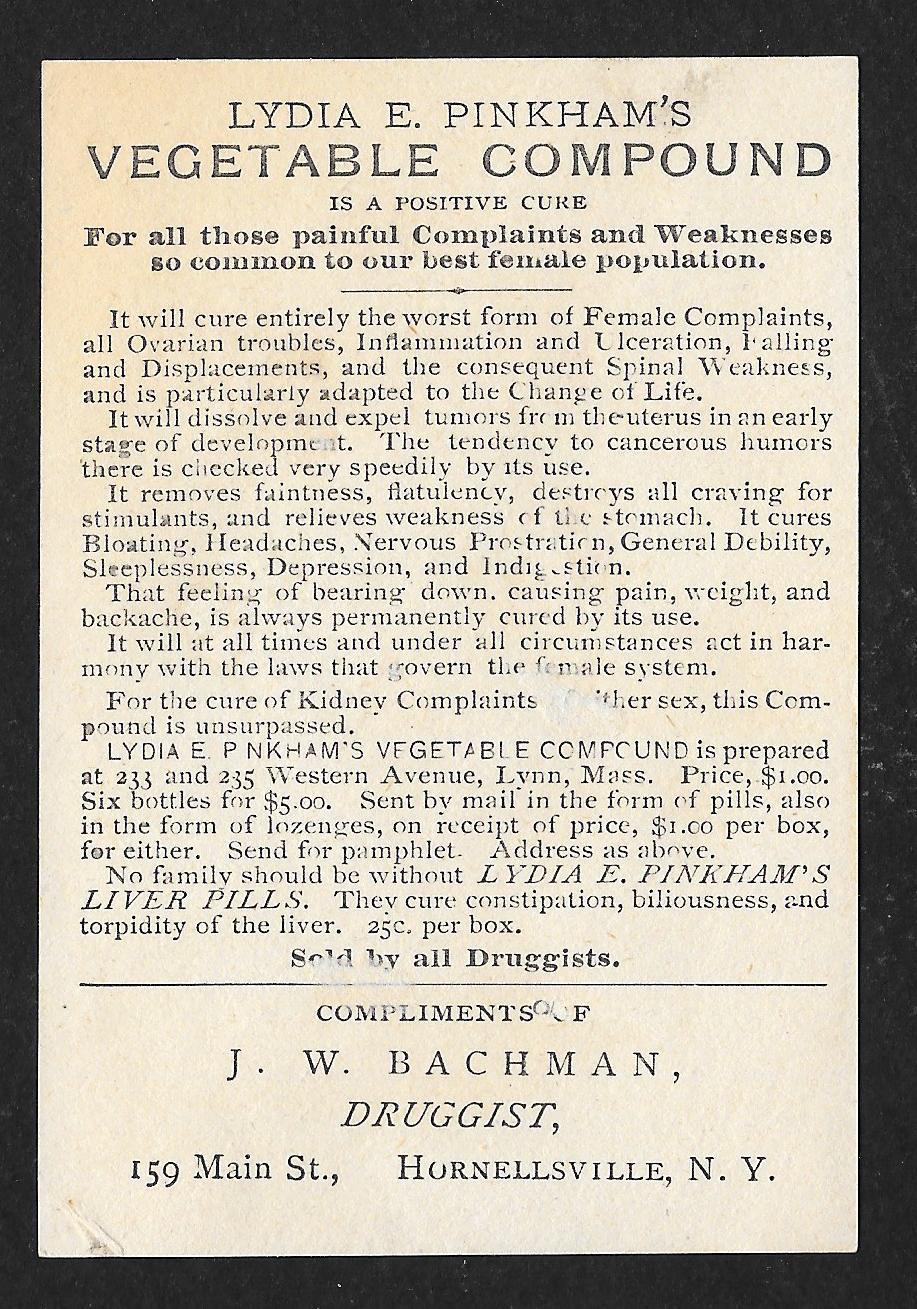 LYDIA E. PINKHAM'S
VEGETABLE COMPOUND
IS A POSITIVE CURE
For all those painful Complaints and Weaknesses
so common to our best female population.
It will cure entirely the worst form of Female Complaints,
all Ovarian troubles, Inflammation and Ulceration, Falling
and Displacements, and the consequent Spinal Weakness,
and is particularly adapted to the Change of Life.
It will dissolve and expel tumors from the uterus in an early
stage of development. The tendency to cancerous humors
there is checked very speedily by its use.
It removes faintness, flatulency, destroys all craving for
stimulants, and relieves weakness of the stomach. It cures
Bloating, Headaches, Nervous Prostration, General Debility,
Sleeplessness, Depression, and Indigestion.
That feeling of bearing down. causing pain, weight, and
backache, is always permanently cured by its use.
It will at all times and under all circumstances act in har-
mony with the laws that govern the female system.
For the cure of Kidney Complaints of either sex, this Com-
pound is unsurpassed.
LYDIA E. PINKHAM'S VEGETABLE COMPOUND is prepared
at 233 and 235 Western Avenue, Lynn, Mass. Price, $1.00.
Six bottles for $5.00. Sent by mail in the form of pills, also
in the form of lozenges, on receipt of price, $1.00 per box,
for either. Send for pamphlet. Address as above.
No family should be without LYDIA E. PINKHAM'S
LIVER PILLS. They cure constipation, biliousness, and
torpidity of the liver. 25c. per box.
Sold by all Druggists.
COMPLIMENTS OF
J. W. BACHMAN,
DRUGGIST,
159 Main St., HORNELLSVILLE, N. Y.